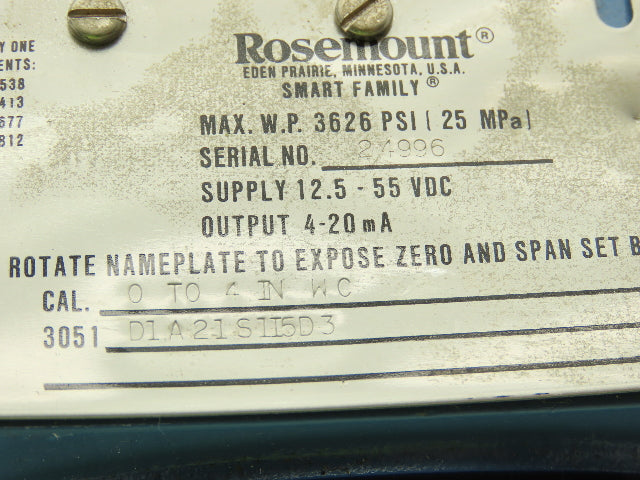 Y ONE
ENTS:
538
413
677
812
Rosemount®
EDEN PRAIRIE, MINNESOTA, U.S.A.
SMART FAMILY®
MAX. W.P. 3626 PSI ( 25 MPa)
SERIAL NO. 24996
SUPPLY 12.5 - 55 VDC
OUTPUT 4-20 mA
ROTATE NAMEPLATE TO EXPOSE ZERO AND SPAN SET B
CAL. 0 TO 4 IN WC
3051 D1A21S1I5D3